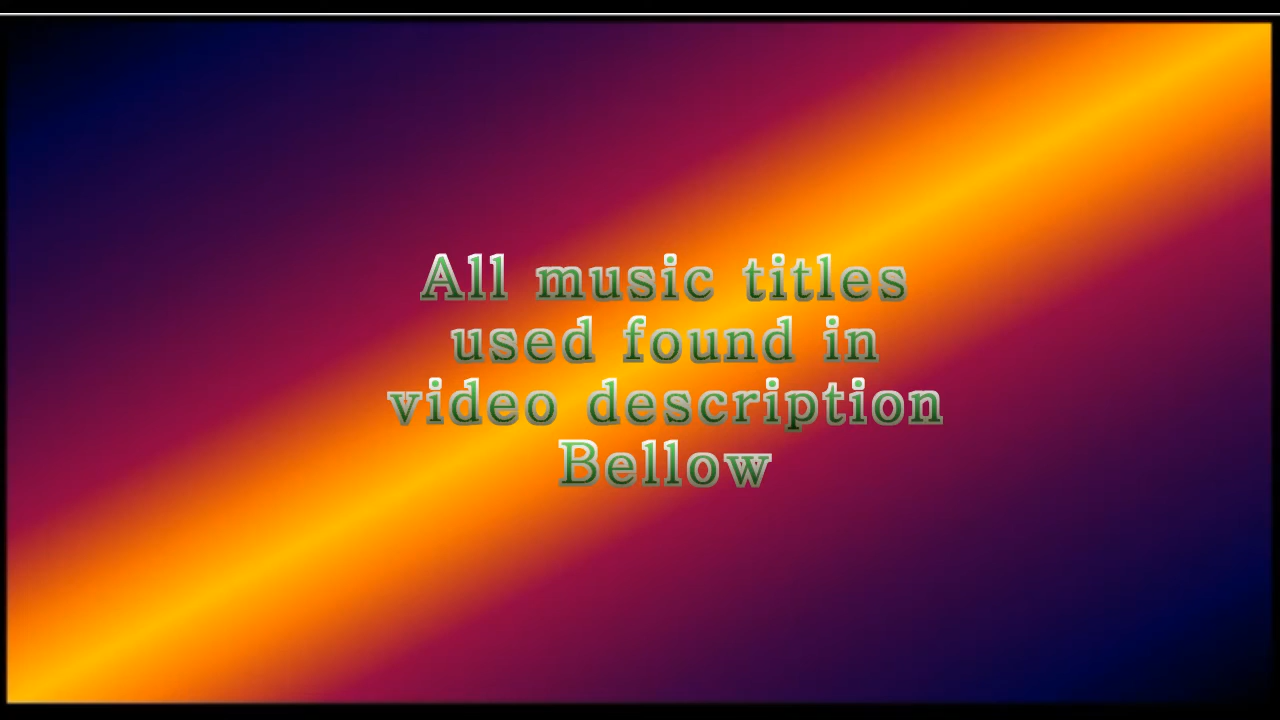 All music titles
used found in
video description
Bellow